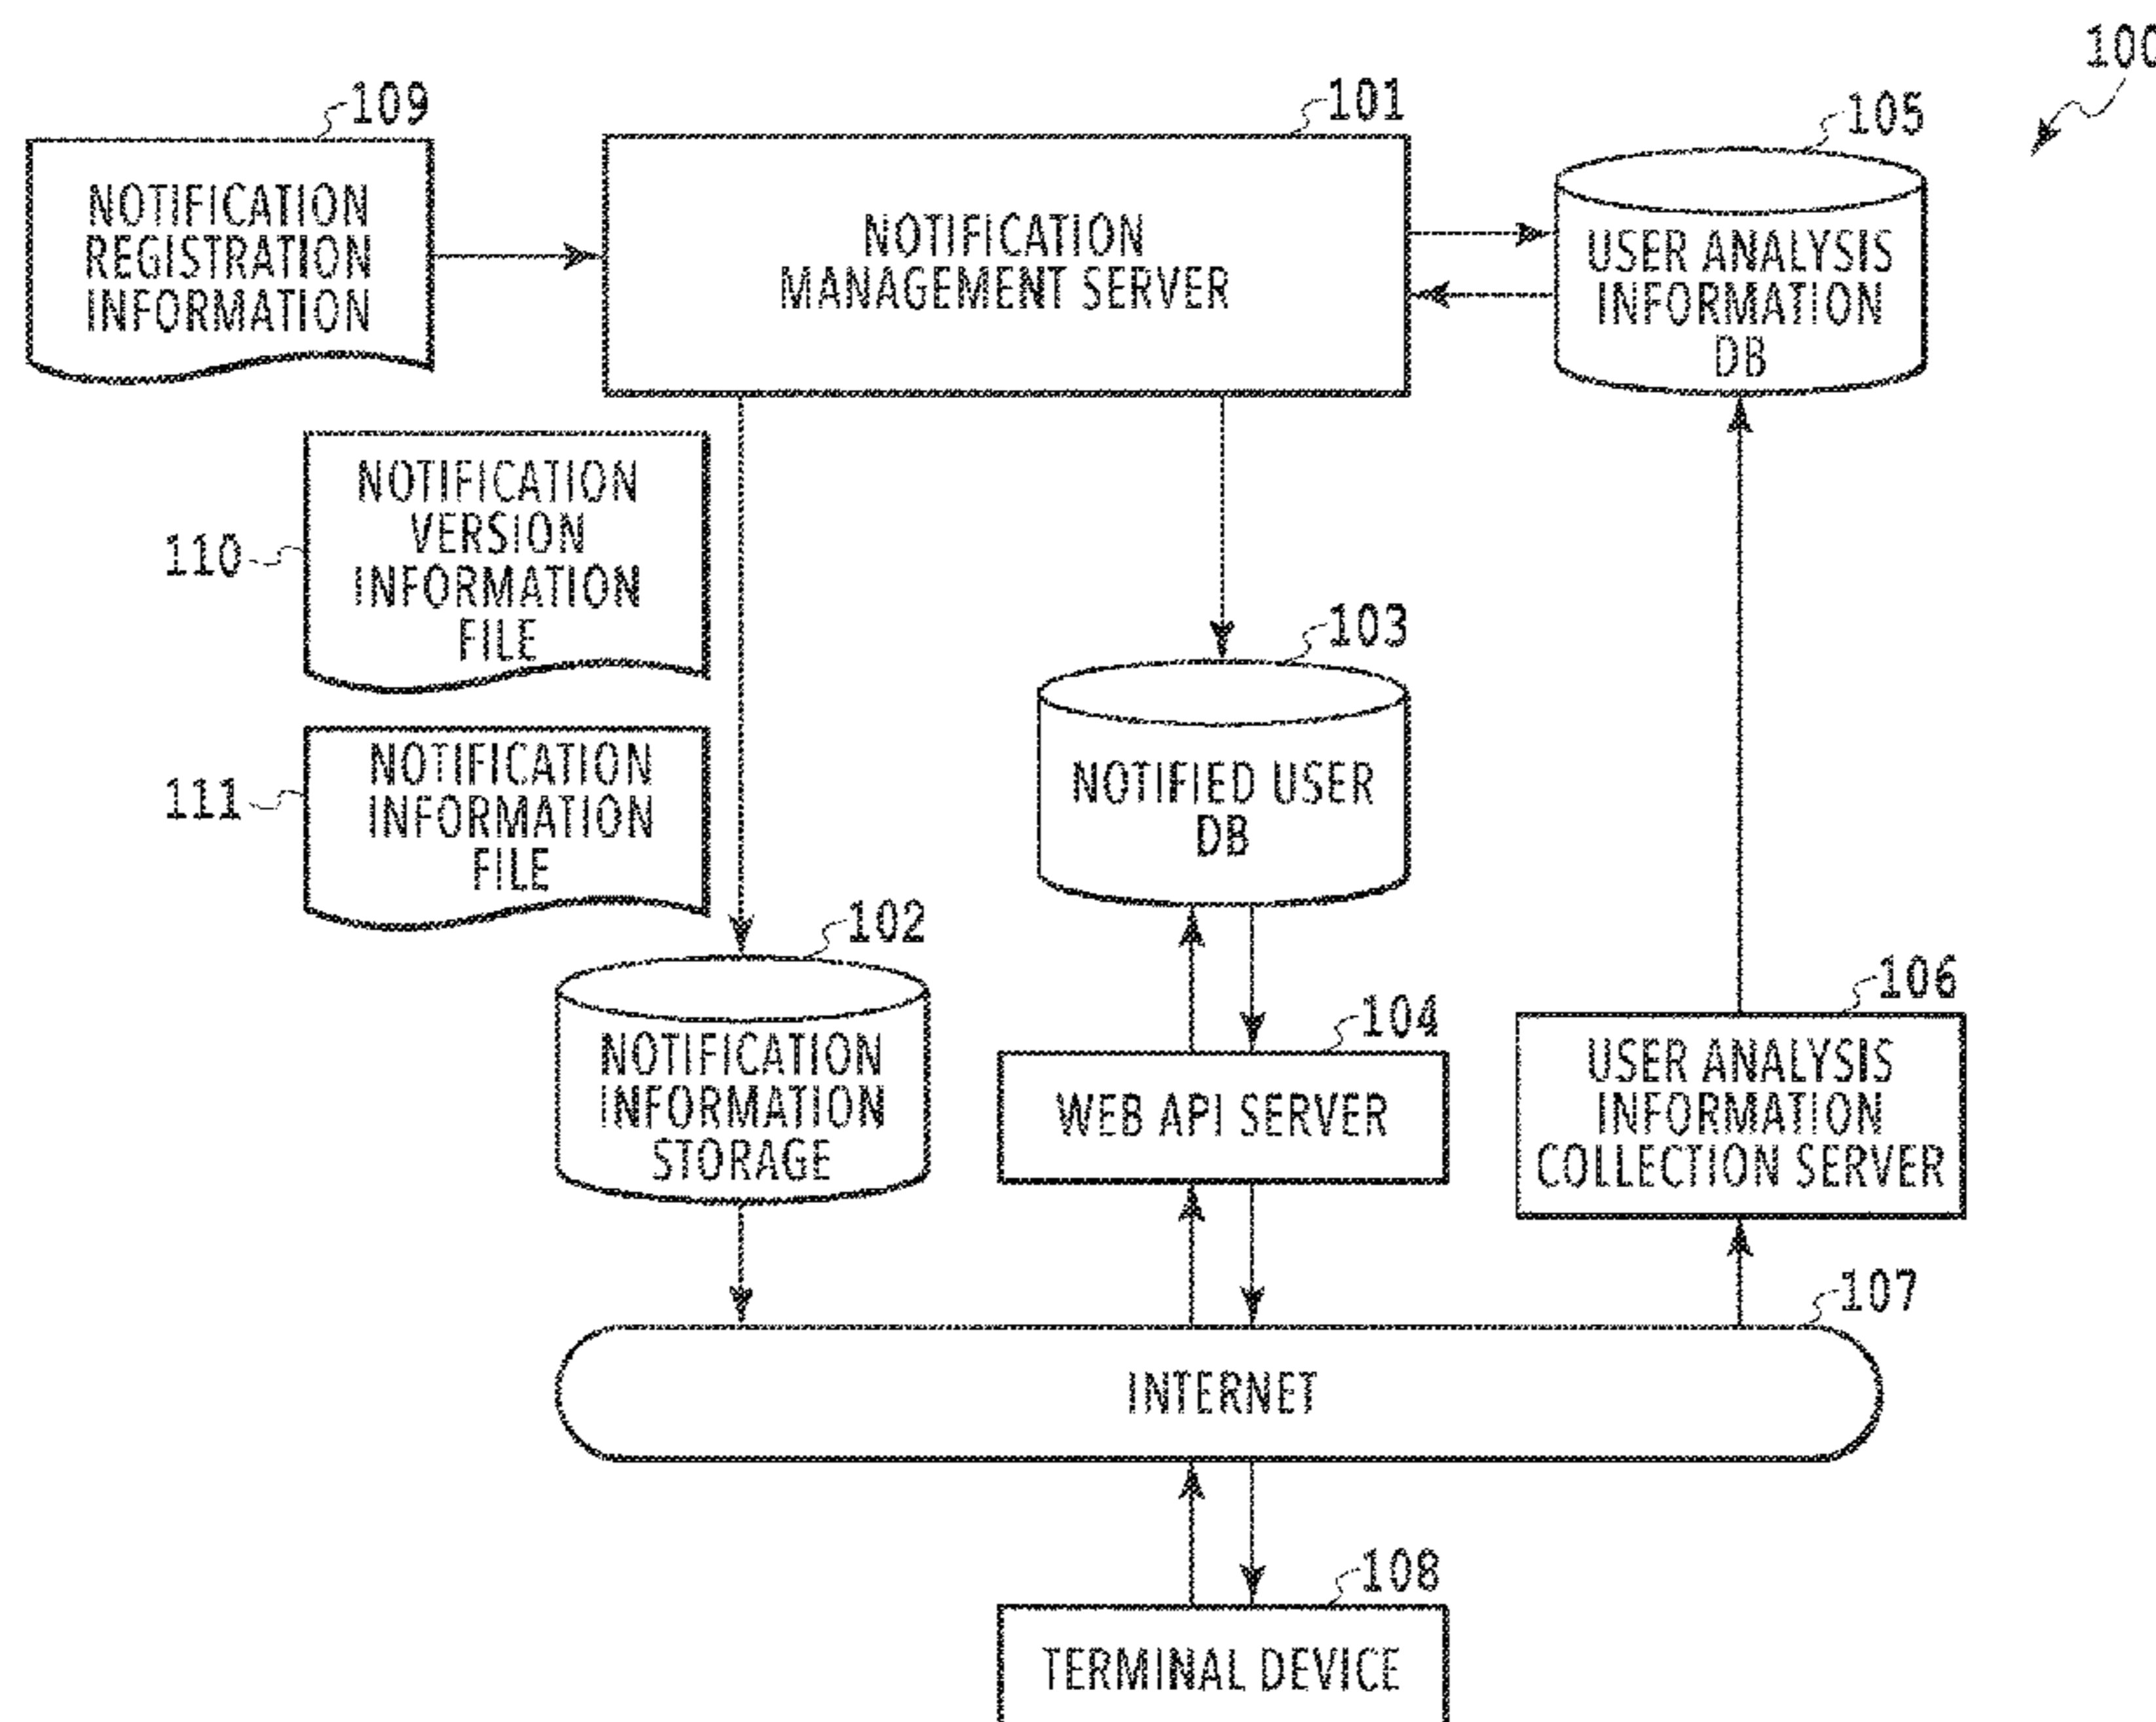 100
109
101
105
NOTIFICATION
REGISTRATION
INFORMATION
NOTIFICATION
MANAGEMENT SERVER
USER ANALYSIS
INFORMATION
DB
110
NOTIFICATION
VERSION
INFORMATION
FILE
103
111
NOTIFICATION
INFORMATION
FILE
NOTIFIED USER
DB
102
NOTIFICATION
INFORMATION
STORAGE
104
WEB API SERVER
106
USER ANALYSIS
INFORMATION
COLLECTION SERVER
107
INTERNET
108
TERMINAL DEVICE